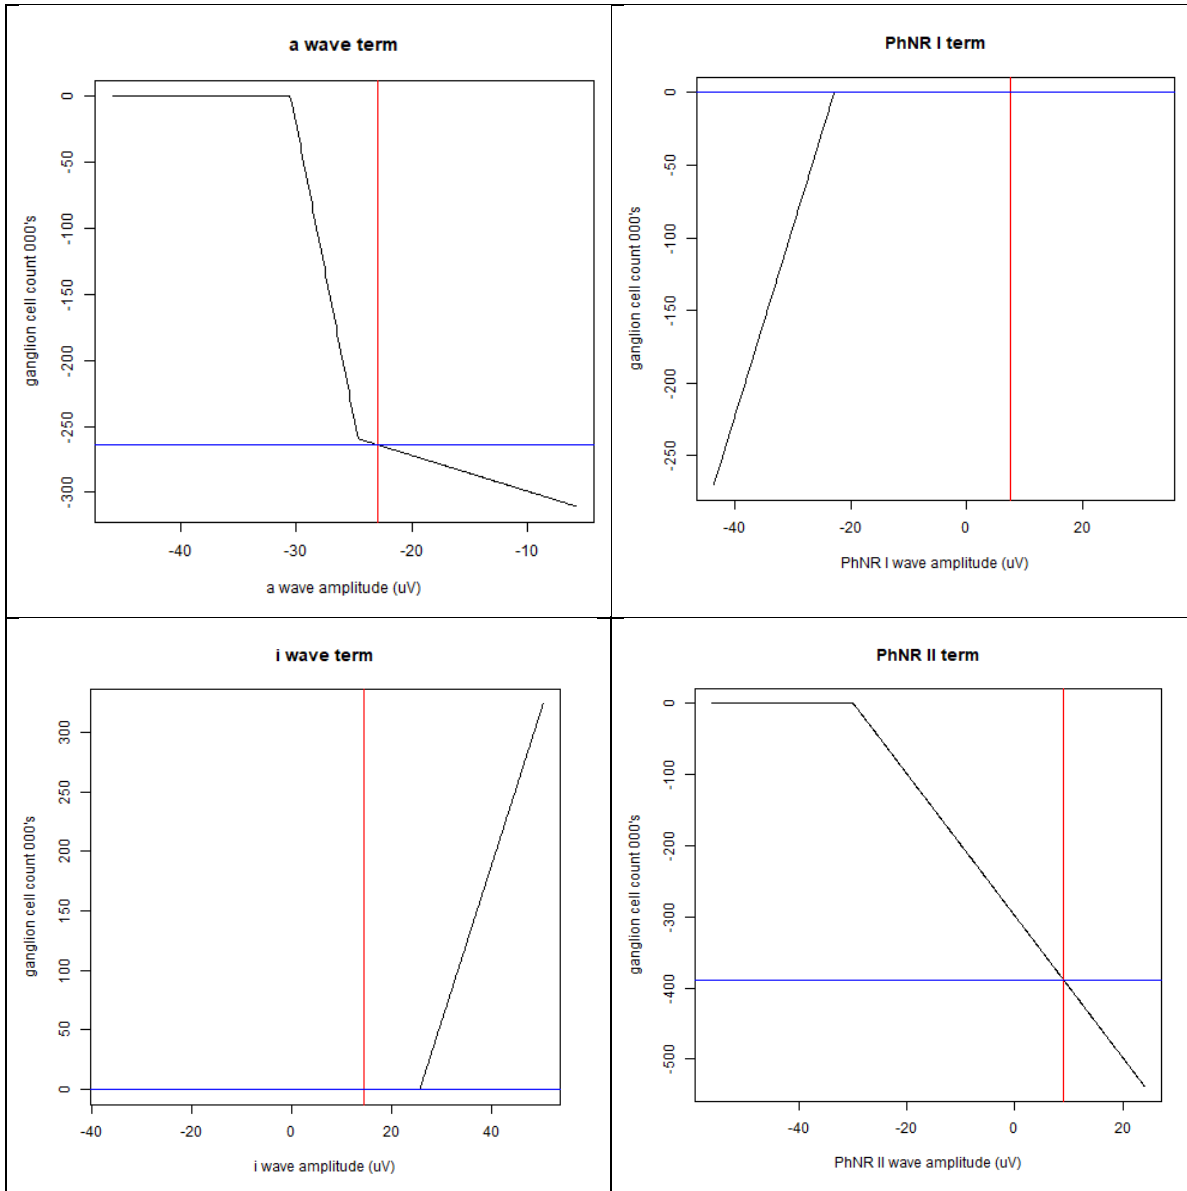 a wave term
0
-50
-100
-150
-200
-250
-300
ganglion cell count 000's
-40 -30 -20 -10
a wave amplitude (uV)
PhNR I term
0
-50
-100
-150
-200
-250
ganglion cell count 000's
-40 -20 0 20
PhNR I wave amplitude (uV)
i wave term
300
250
200
150
100
50
0
ganglion cell count 000's
-40 -20 0 20 40
i wave amplitude (uV)
PhNR II term
0
-100
-200
-300
-400
-500
ganglion cell count 000's
-40 -20 0 20
PhNR II wave amplitude (uV)